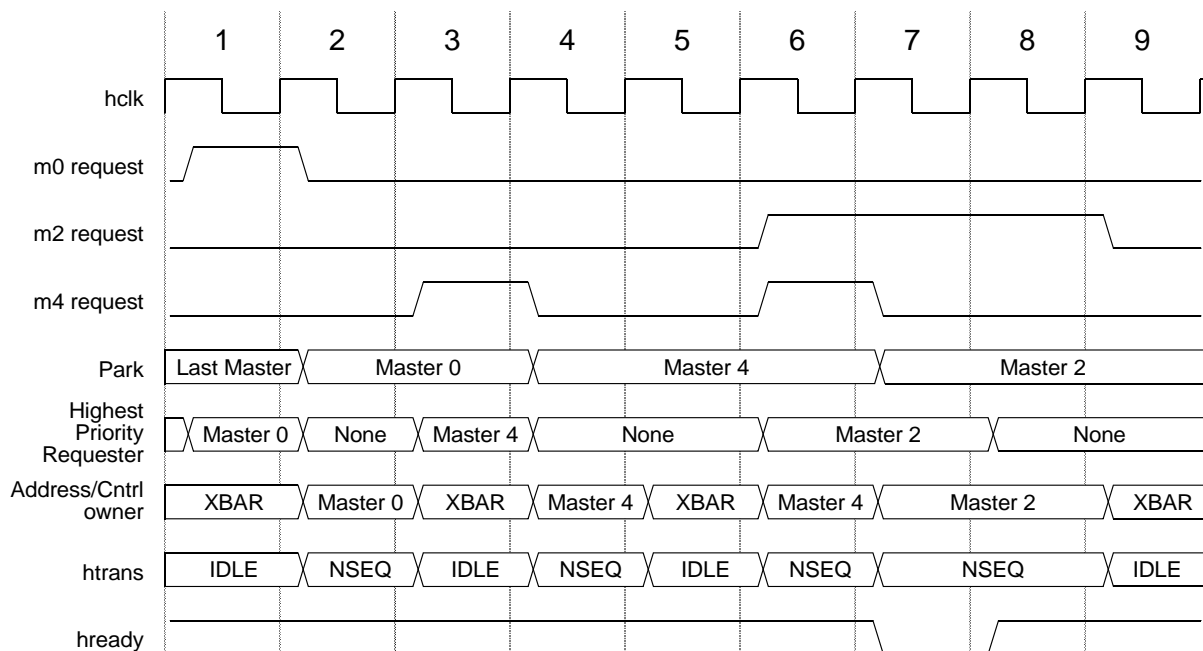 1 2 3 4 5 6 7 8 9
hclk
m0 request
m2 request
m4 request
Park Last Master Master 0 Master 4 Master 2
Highest
Priority
Requester
Master 0 None Master 4 None Master 2 None
Address/Cntrl
owner
XBAR Master 0 XBAR Master 4 XBAR Master 4 Master 2 XBAR
htrans IDLE NSEQ IDLE NSEQ IDLE NSEQ NSEQ IDLE
hready